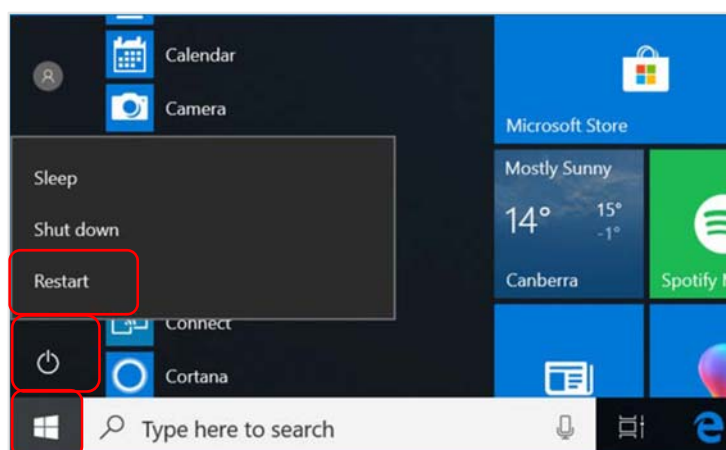 Calendar
Camera
Microsoft Store
Sleep
Shut down
Restart
Mostly Sunny
14° 15°
-1°
Canberra
Spotify
Connect
Cortana
Type here to search